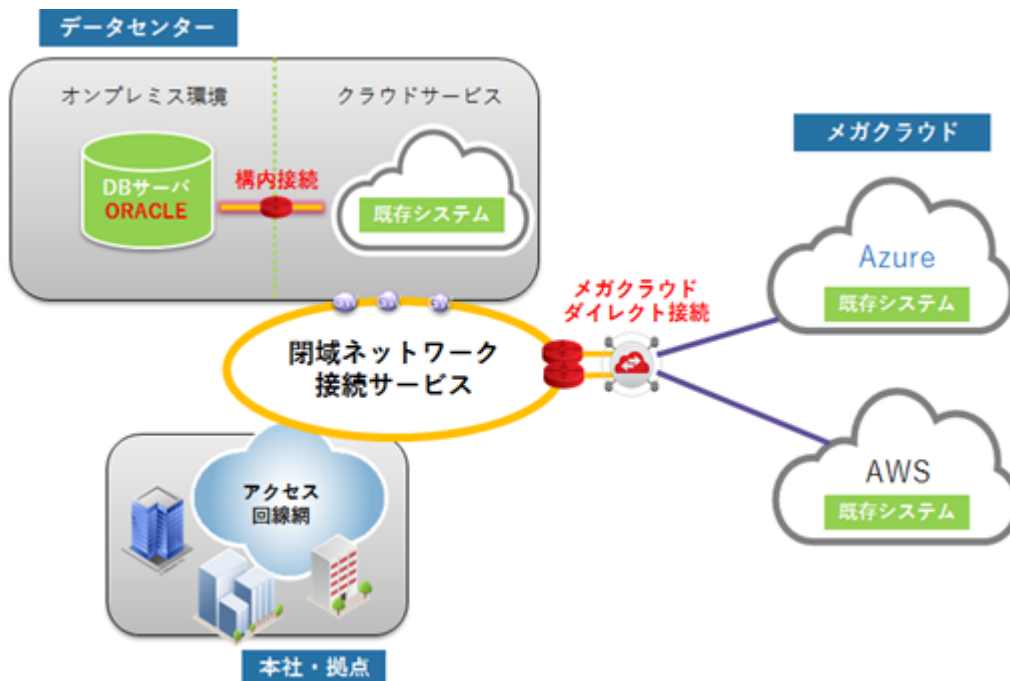 データセンター
オンプレミス環境
クラウドサービス
DBサーバ
ORACLE
構内接続
既存システム
メガクラウド
Azure
既存システム
メガクラウド
ダイレクト接続
閉域ネットワーク
接続サービス
AWS
既存システム
アクセス
回線網
本社・拠点